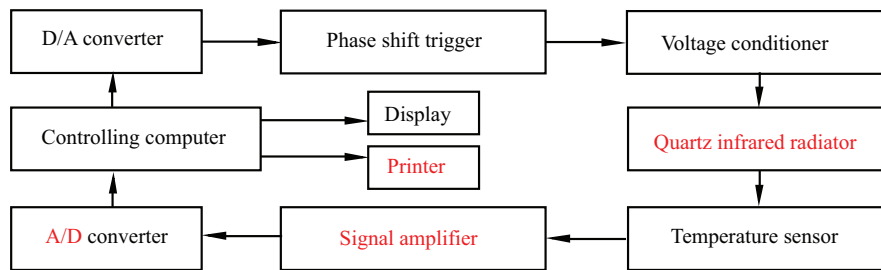 D/A converter
Phase shift trigger
Voltage conditioner
Controlling computer
Display
Printer
Quartz infrared radiator
A/D converter
Signal amplifier
Temperature sensor